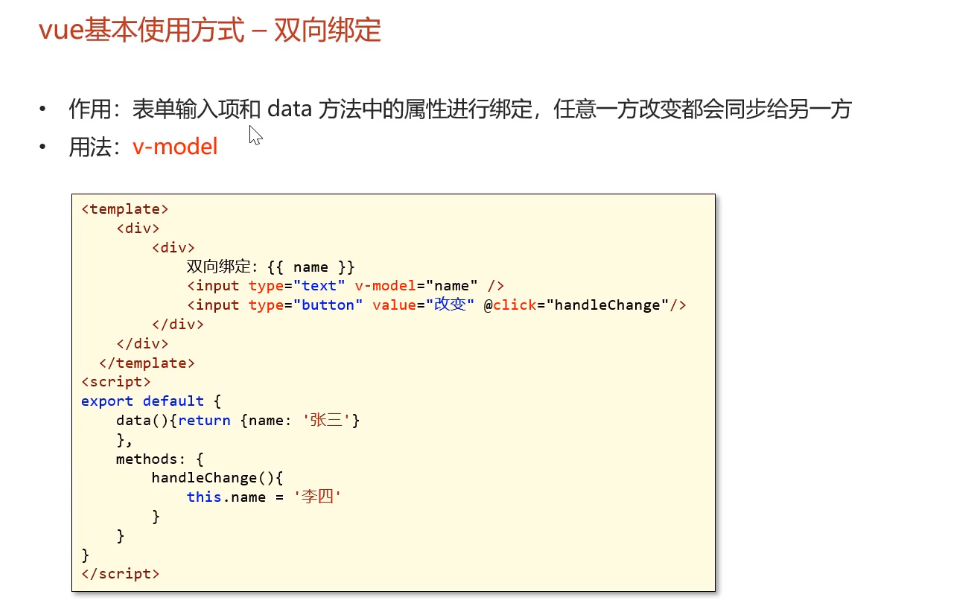 vue基本使用方式 – 双向绑定
• 作用：表单输入项和 data 方法中的属性进行绑定，任意一方改变都会同步给另一方
• 用法：v-model
<template>
    <div>
        <div>
            双向绑定：{{ name }}
            <input type="text" v-model="name" />
            <input type="button" value="改变" @click="handleChange"/>
        </div>
    </div>
  </template>
<script>
export default {
    data(){return {name: '张三'}
    },
    methods: {
        handleChange(){
            this.name = '李四'
        }
    }
}
</script>